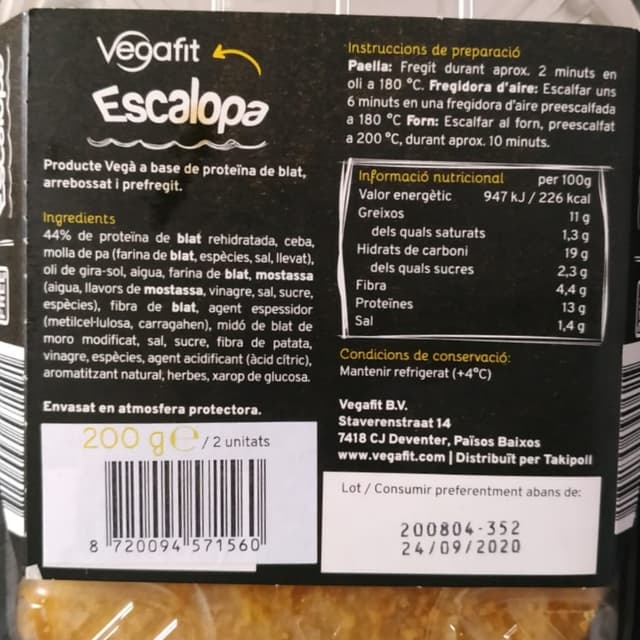 Vegafit
Escalopa
Producte Vegà a base de proteïna de blat,
arrebossat i prefregit.
Ingredients
44% de proteïna de blat rehidratada, ceba,
molla de pa (farina de blat, espècies, sal, llevat),
oli de gira-sol, aigua, farina de blat, mostassa
(aigua, llavors de mostassa, vinagre, sal, sucre,
espècies), fibra de blat, agent espessidor
(metilcel·lulosa, carragahen), midó de blat de
moro modificat, sal, sucre, fibra de patata,
vinagre, espècies, agent acidificant (àcid cítric),
aromatitzant natural, herbes, xarop de glucosa.
Envasat en atmosfera protectora.
200 g ℮ / 2 unitats
8 720094 571560
Instruccions de preparació
Paella: Fregit durant aprox. 2 minuts en
oli a 180 °C. Fregidora d'aire: Escalfar uns
6 minuts en una fregidora d'aire preescalfada
a 180 °C Forn: Escalfar al forn, preescalfat
a 200 °C, durant aprox. 10 minuts.
Informació nutricional per 100g
Valor energètic 947 kJ / 226 kcal
Greixos 11 g
dels quals saturats 1,3 g
Hidrats de carboni 19 g
dels quals sucres 2,3 g
Fibra 4,4 g
Proteïnes 13 g
Sal 1,4 g
Condicions de conservació:
Mantenir refrigerat (+4°C)
Vegafit B.V.
Staverenstraat 14
7418 CJ Deventer, Països Baixos
www.vegafit.com | Distribuït per Takipoll
Lot / Consumir preferentment abans de:
200804-352
24/09/2020